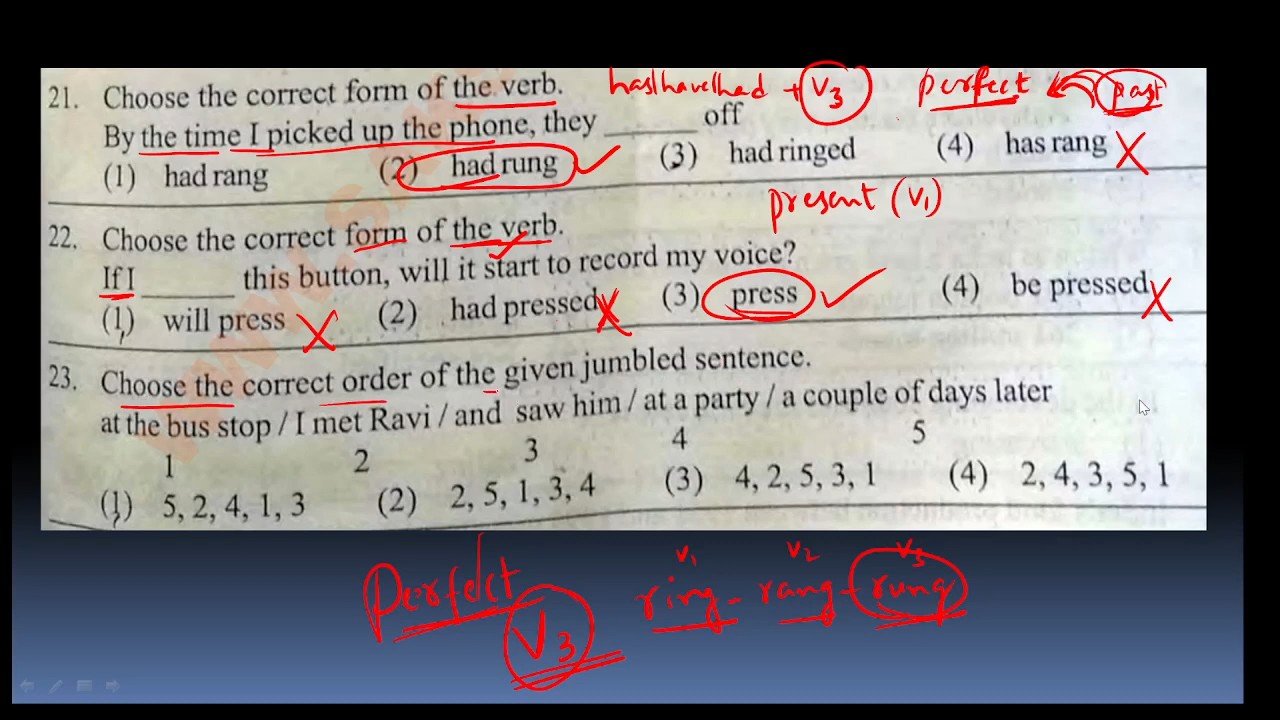 has/have/had + V3 perfect past
21. Choose the correct form of the verb.
By the time I picked up the phone, they ______ off
(1) had rang (2) had rung (3) had ringed (4) has rang
present (V1)
22. Choose the correct form of the verb.
If I ______ this button, will it start to record my voice?
(1) will press (2) had pressed (3) press (4) be pressed
23. Choose the correct order of the given jumbled sentence.
at the bus stop / I met Ravi / and saw him / at a party / a couple of days later
1 2 3 4 5
(1) 5, 2, 4, 1, 3 (2) 2, 5, 1, 3, 4 (3) 4, 2, 5, 3, 1 (4) 2, 4, 3, 5, 1
V1 V2 V3
Perfect ring - rang - rung
V3